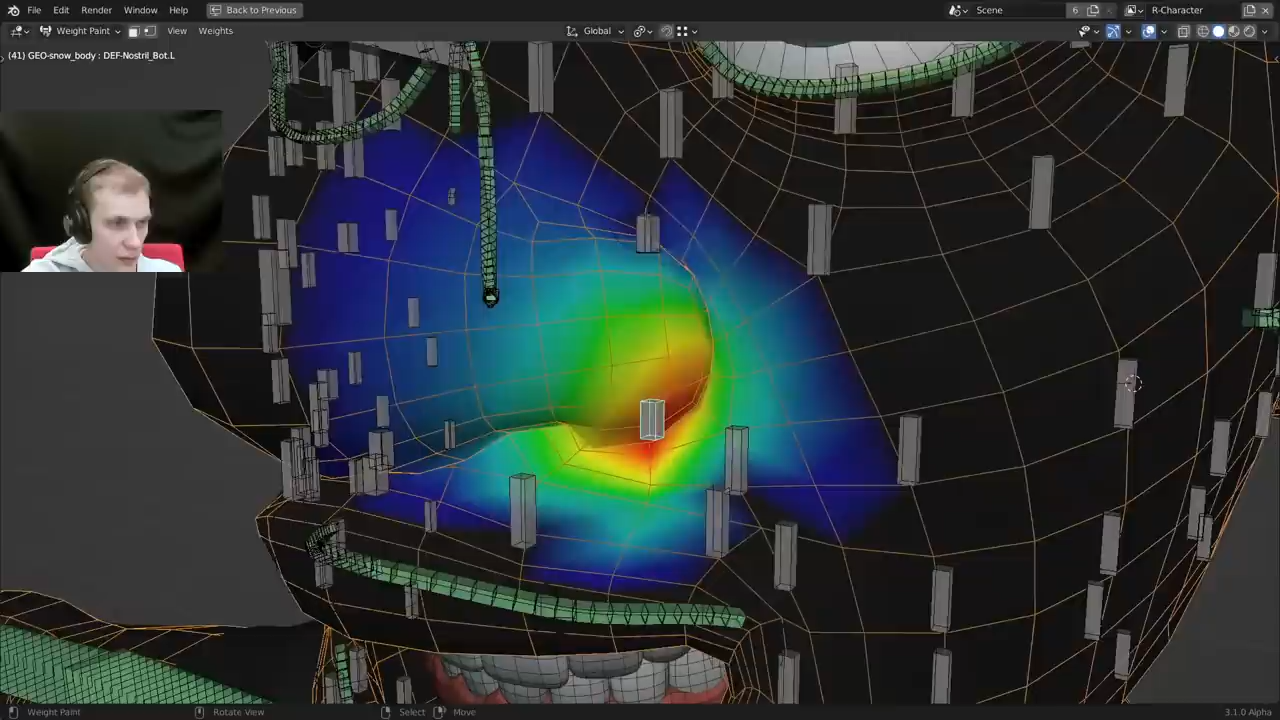 File Edit Render Window Help Back to Previous Scene 6 R-Character
Weight Paint View Weights Global
(41) GEO-snow_body : DEF-Nostril_Bot.L
Weight Paint Rotate View Select Move 3.1.0 Alpha